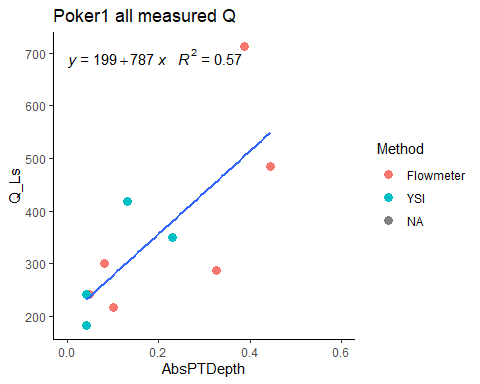 Poker1 all measured Q
y = 199 + 787 x   R² = 0.57
700
600
500
400
300
200
Q_Ls
0.0 0.2 0.4 0.6
AbsPTDepth
Method
Flowmeter
YSI
NA